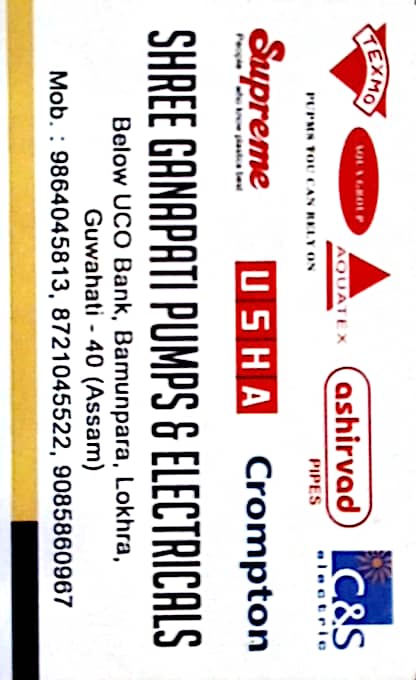 TEXMO
AQUA GROUP
AQUATEX
ashirvad
PIPES
C&S
electric
PUPMS YOU CAN RELY ON
Supreme
People who know plastics best
USHA
Crompton
SHREE GANAPATI PUMPS & ELECTRICALS
Below UCO Bank, Bamunpara, Lokhra,
Guwahati - 40 (Assam)
Mob. : 9864045813, 8721045522, 9085860967